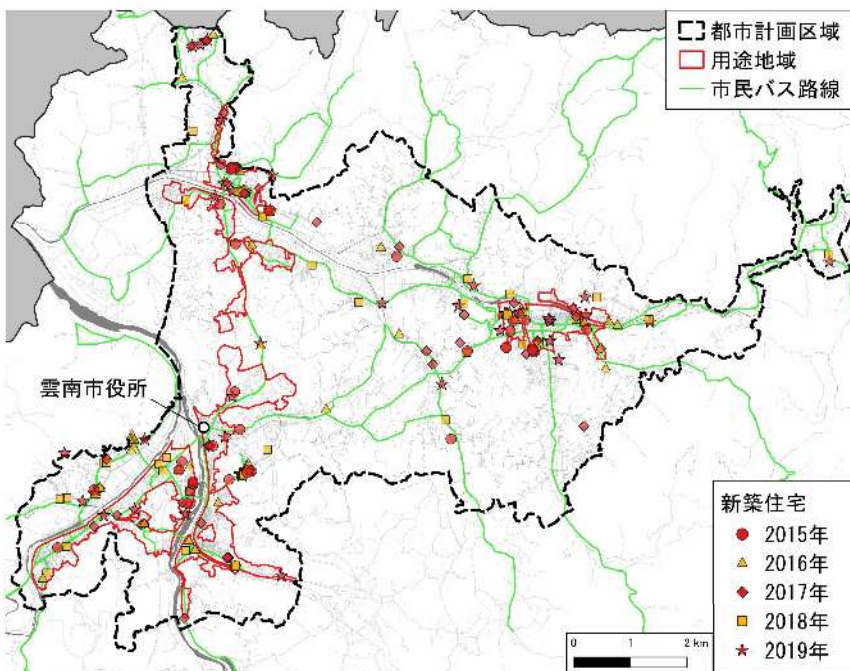 都市計画区域
用途地域
市民バス路線
雲南市役所
新築住宅
2015年
2016年
2017年
2018年
2019年
0 1 2 km